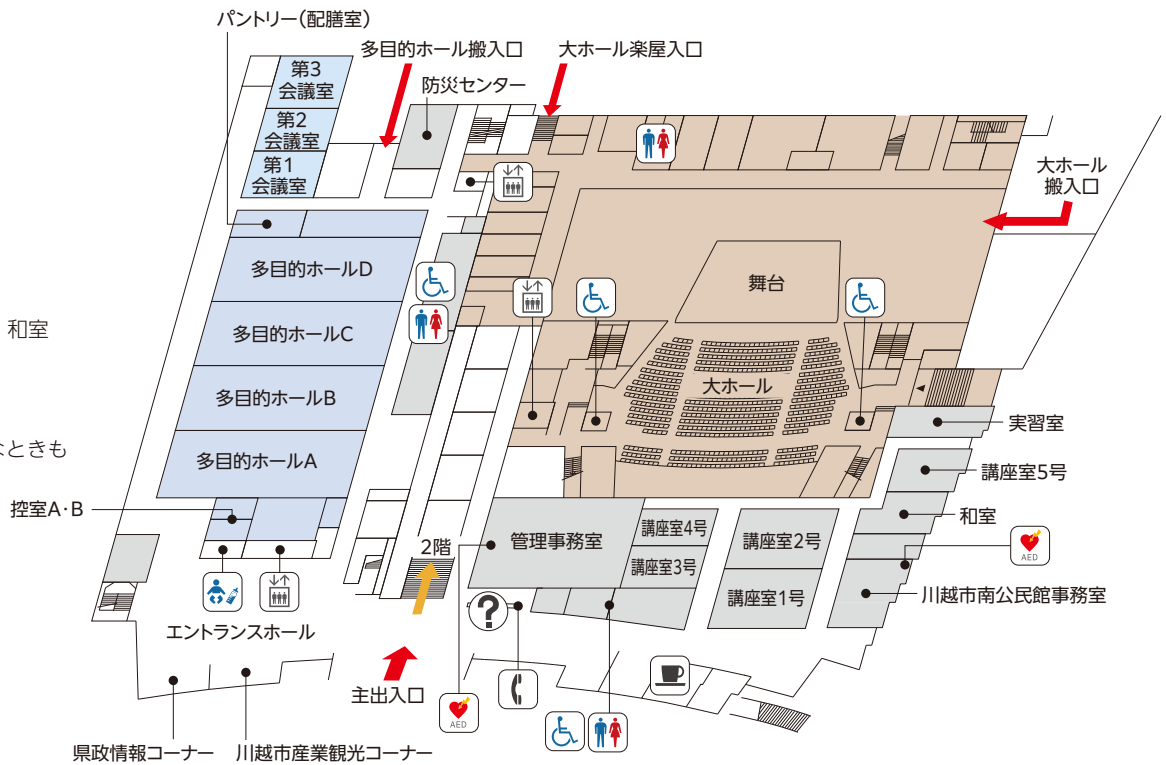 パントリー(配膳室)
多目的ホール搬入口
大ホール楽屋入口
防災センター
第3
会議室
第2
会議室
第1
会議室
大ホール
搬入口
多目的ホールD
舞台
和室
多目的ホールC
大ホール
多目的ホールB
実習室
なときも
多目的ホールA
講座室5号
控室A・B
和室
2階
管理事務室
講座室4号
講座室2号
AED
講座室3号
川越市南公民館事務室
講座室1号
?
エントランスホール
主出入口
AED
県政情報コーナー
川越市産業観光コーナー